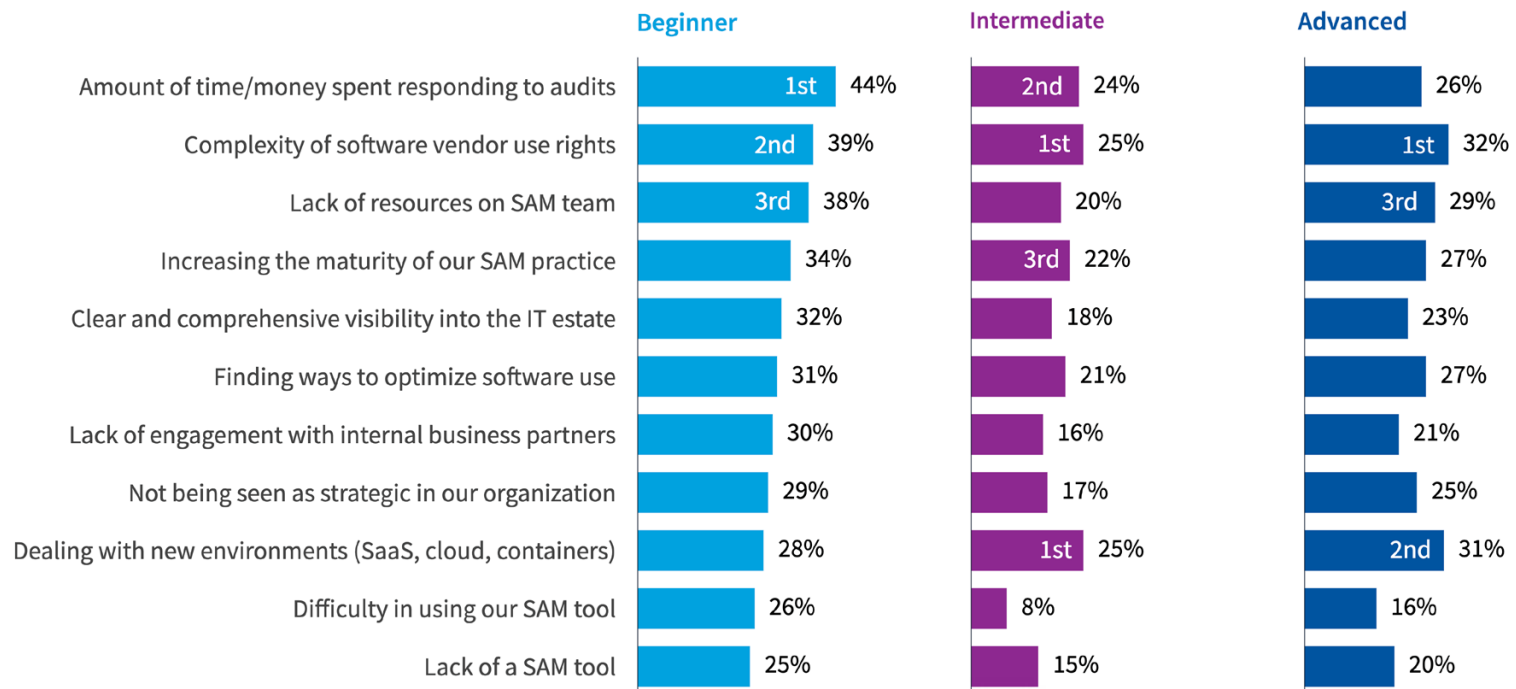 Beginner Intermediate Advanced
Amount of time/money spent responding to audits 1st 44% 2nd 24% 26%
Complexity of software vendor use rights 2nd 39% 1st 25% 1st 32%
Lack of resources on SAM team 3rd 38% 20% 3rd 29%
Increasing the maturity of our SAM practice 34% 3rd 22% 27%
Clear and comprehensive visibility into the IT estate 32% 18% 23%
Finding ways to optimize software use 31% 21% 27%
Lack of engagement with internal business partners 30% 16% 21%
Not being seen as strategic in our organization 29% 17% 25%
Dealing with new environments (SaaS, cloud, containers) 28% 1st 25% 2nd 31%
Difficulty in using our SAM tool 26% 8% 16%
Lack of a SAM tool 25% 15% 20%